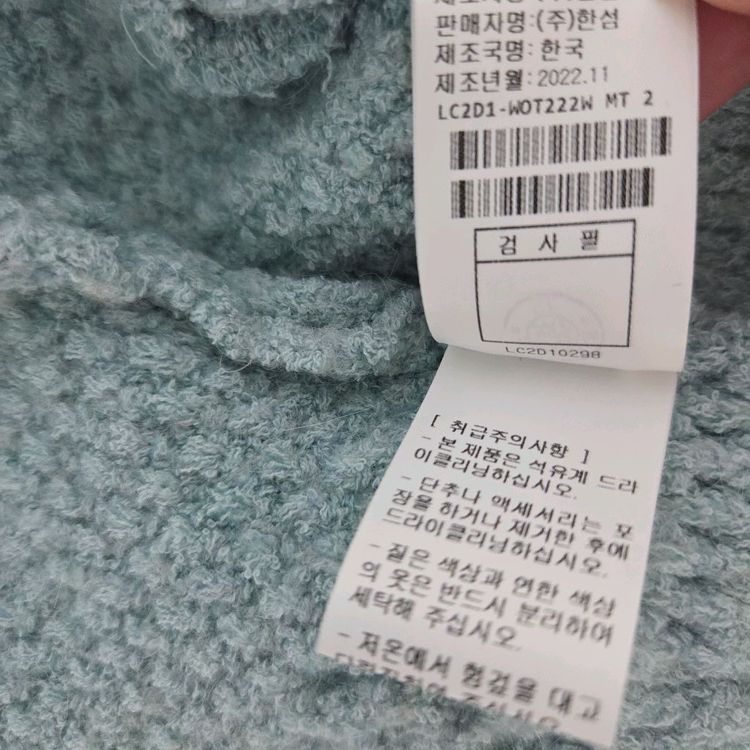 판매자명:(주)한섬
제조국명: 한국
제조년월: 2022.11
LC2D1-WOT222W MT 2
검 사 필
LC2D10298
[ 취급주의사항 ]
- 본 제품은 석유계 드라
이클리닝하십시오.
- 단추나 액세서리는 포
장을 하거나 제거한 후에
드라이클리닝하십시오.
- 짙은 색상과 연한 색상
의 옷은 반드시 분리하여
세탁해 주십시오.
- 저온에서 헝겊을 대고